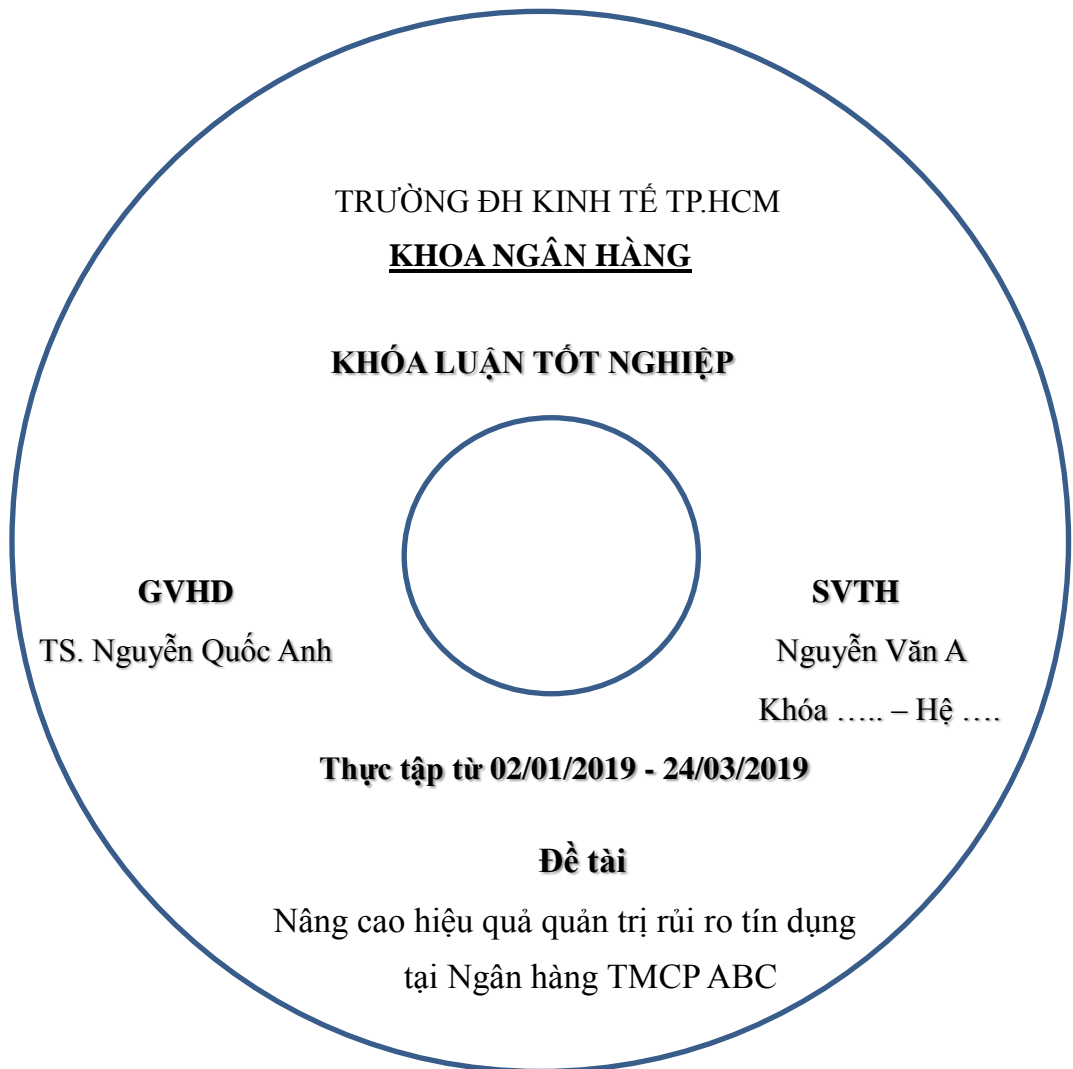 TRƯỜNG ĐH KINH TẾ TP.HCM
KHOA NGÂN HÀNG
KHÓA LUẬN TỐT NGHIỆP
GVHD
TS. Nguyễn Quốc Anh
SVTH
Nguyễn Văn A
Khóa ….. – Hệ ….
Thực tập từ 02/01/2019 - 24/03/2019
Đề tài
Nâng cao hiệu quả quản trị rủi ro tín dụng
tại Ngân hàng TMCP ABC